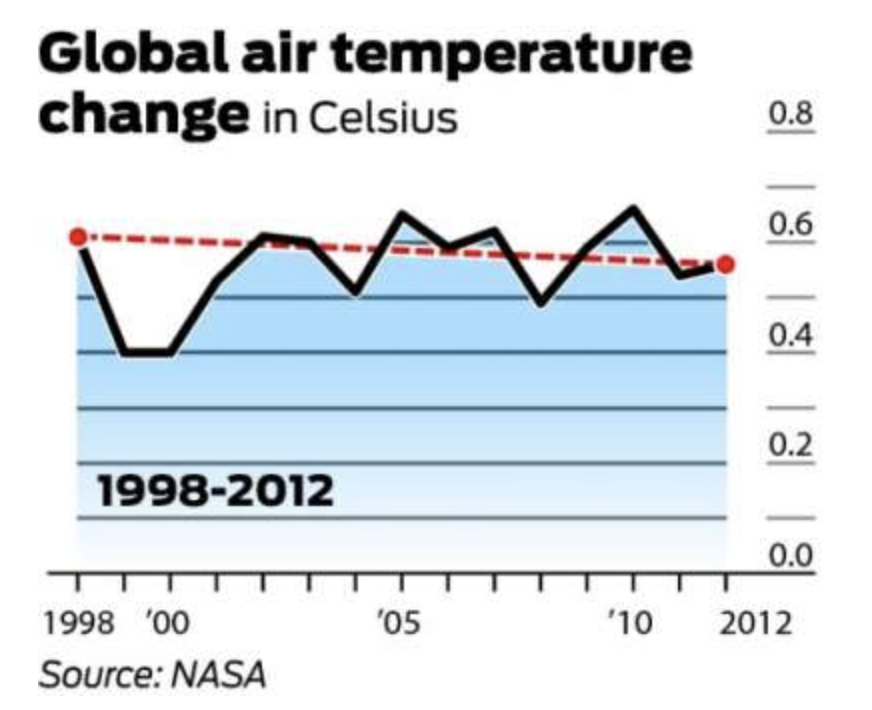 Global air temperature
change in Celsius
0.8
0.6
0.4
0.2
1998-2012
0.0
1998 ’00 ’05 ’10 2012
Source: NASA